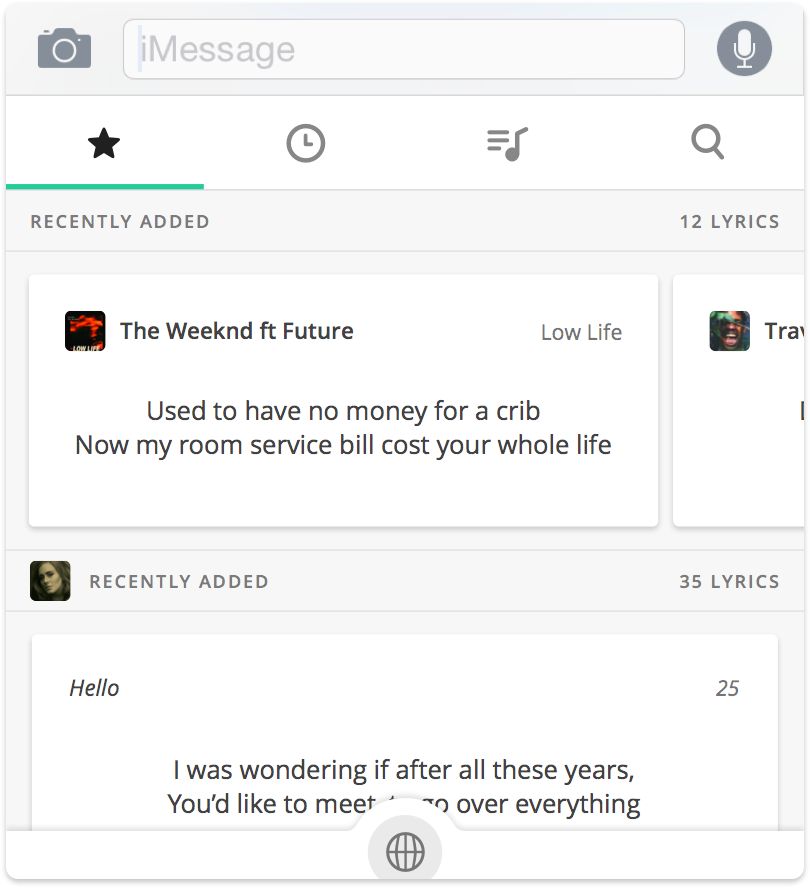 iMessage
RECENTLY ADDED 12 LYRICS
The Weeknd ft Future Low Life Trav
LOW LIFE
Used to have no money for a crib
Now my room service bill cost your whole life
RECENTLY ADDED 35 LYRICS
Hello 25
I was wondering if after all these years,
You’d like to meet, to go over everything